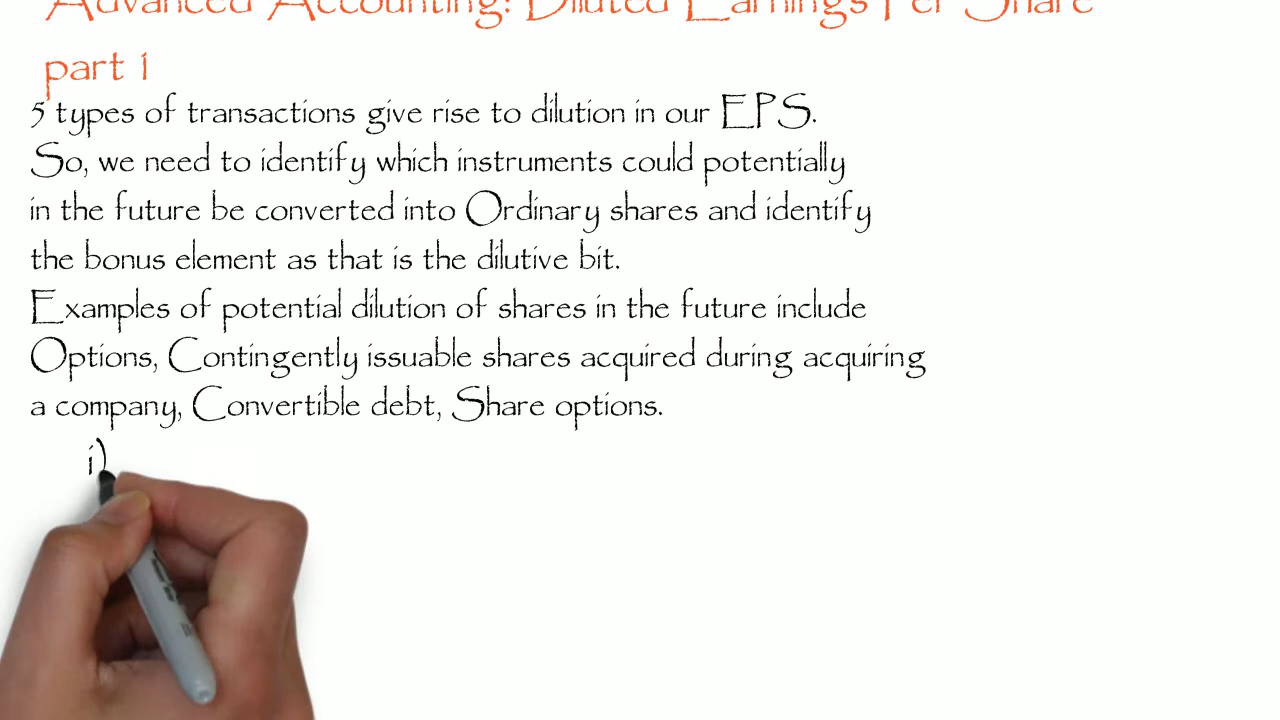 Advanced Accounting: Diluted Earnings Per Share
part 1
5 types of transactions give rise to dilution in our EPS.
So, we need to identify which instruments could potentially
in the future be converted into Ordinary shares and identify
the bonus element as that is the dilutive bit.
Examples of potential dilution of shares in the future include
Options, Contingently issuable shares acquired during acquiring
a company, Convertible debt, Share options.
i)